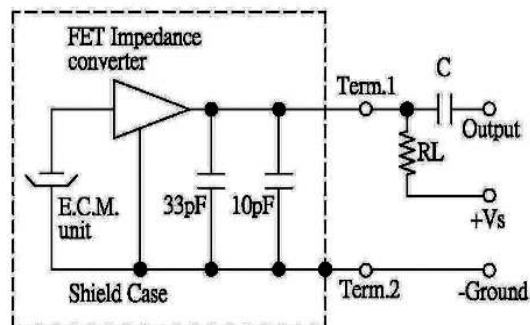 FET Impedance
converter
Term.1
C
Output
RL
E.C.M.
unit
33pF
10pF
+Vs
Shield Case
Term.2
-Ground